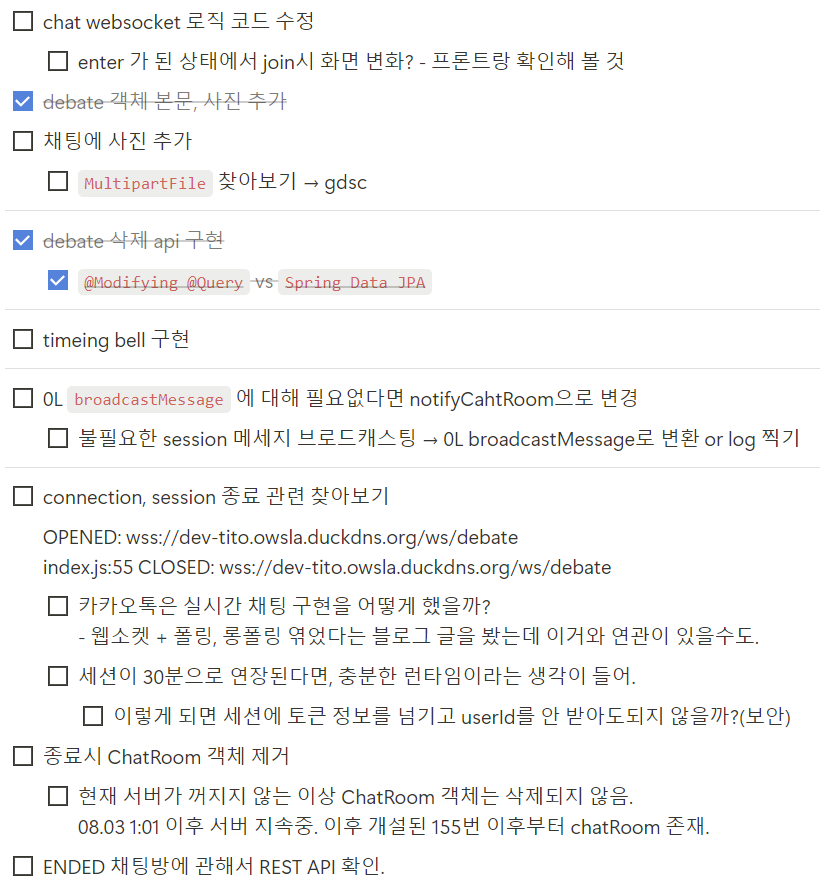 chat websocket 로직 코드 수정
enter 가 된 상태에서 join시 화면 변화? - 프론트랑 확인해 볼 것
debate 객체 본문, 사진 추가
채팅에 사진 추가
MultipartFile 찾아보기 → gdsc
debate 삭제 api 구현
@Modifying @Query vs Spring Data JPA
timeing bell 구현
0L broadcastMessage 에 대해 필요없다면 notifyCahtRoom으로 변경
불필요한 session 메세지 브로드캐스팅 → 0L broadcastMessage로 변환 or log 찍기
connection, session 종료 관련 찾아보기
OPENED: wss://dev-tito.owsla.duckdns.org/ws/debate
index.js:55 CLOSED: wss://dev-tito.owsla.duckdns.org/ws/debate
카카오톡은 실시간 채팅 구현을 어떻게 했을까?
- 웹소켓 + 폴링, 롱폴링 엮었다는 블로그 글을 봤는데 이거와 연관이 있을수도.
세션이 30분으로 연장된다면, 충분한 런타임이라는 생각이 들어.
이렇게 되면 세션에 토큰 정보를 넘기고 userId를 안 받아도되지 않을까?(보안)
종료시 ChatRoom 객체 제거
현재 서버가 꺼지지 않는 이상 ChatRoom 객체는 삭제되지 않음.
08.03 1:01 이후 서버 지속중. 이후 개설된 155번 이후부터 chatRoom 존재.
ENDED 채팅방에 관해서 REST API 확인.